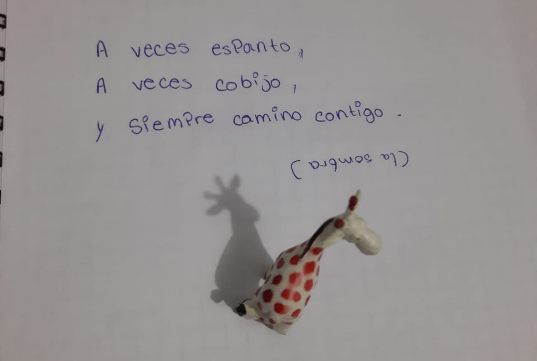 A veces espanto,
A veces cobijo,
y siempre camino contigo.
(la sombra)